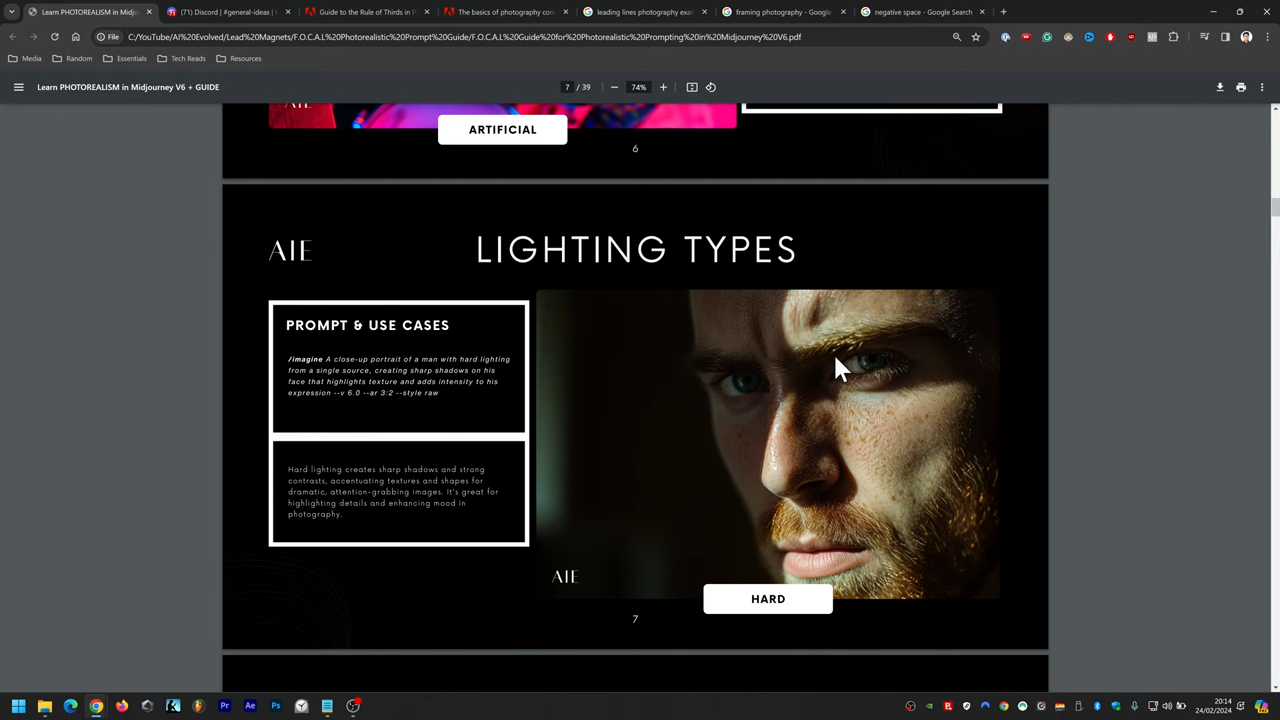 (71) Discord | #general-ideas |
Guide to the Rule of Thirds in P
The basics of photography com
leading lines photography exam
framing photography - Google
negative space - Google Search
File
C:/YouTube/AI%20Evolved/Lead%20Magnets/F.O.C.A.L%20Photorealistic%20Prompt%20Guide/F.O.C.A.L%20Guide%20for%20Photorealistic%20Prompting%20in%20Midjourney%20V6.pdf
Media
Random
Essentials
Tech Reads
Resources
Learn PHOTOREALISM in Midjourney V6 + GUIDE
7 / 39
74%
ARTIFICIAL
6
AIE
LIGHTING TYPES
PROMPT & USE CASES
/imagine A close-up portrait of a man with hard lighting
from a single source, creating sharp shadows on his
face that highlights texture and adds intensity to his
expression --v 6.0 --ar 3:2 --style raw
Hard lighting creates sharp shadows and strong
contrasts, accentuating textures and shapes for
dramatic, attention-grabbing images. It's great for
highlighting details and enhancing mood in
photography.
AIE
HARD
7
Pr
Ae
Ps
20:14
24/02/2024